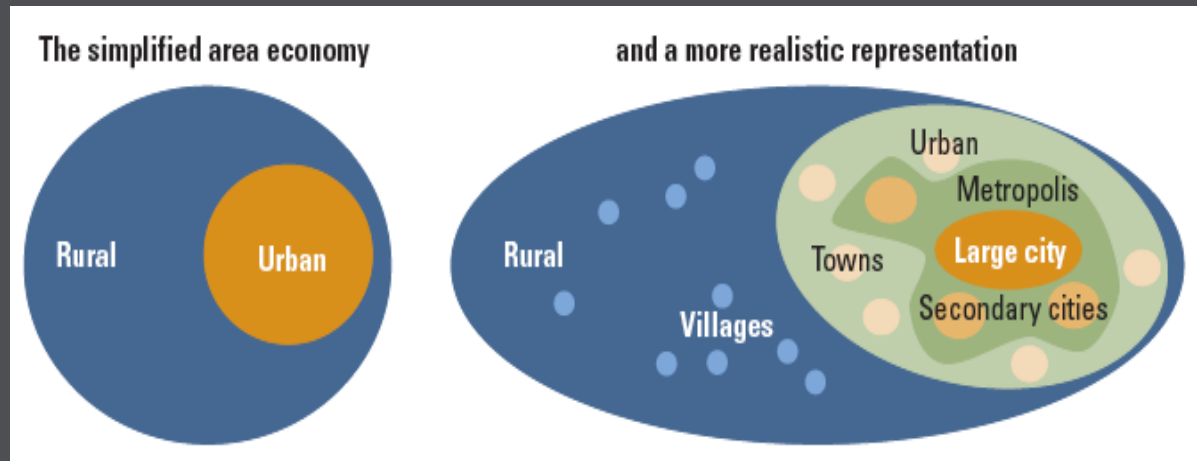 The simplified area economy
and a more realistic representation
Rural
Urban
Rural
Villages
Urban
Metropolis
Large city
Towns
Secondary cities